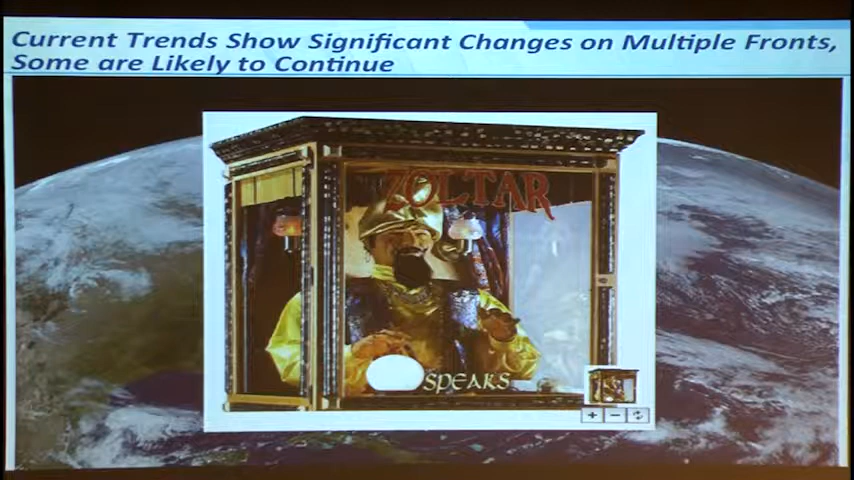 Current Trends Show Significant Changes on Multiple Fronts,
Some are Likely to Continue
ZOLTAR
SPEAKS